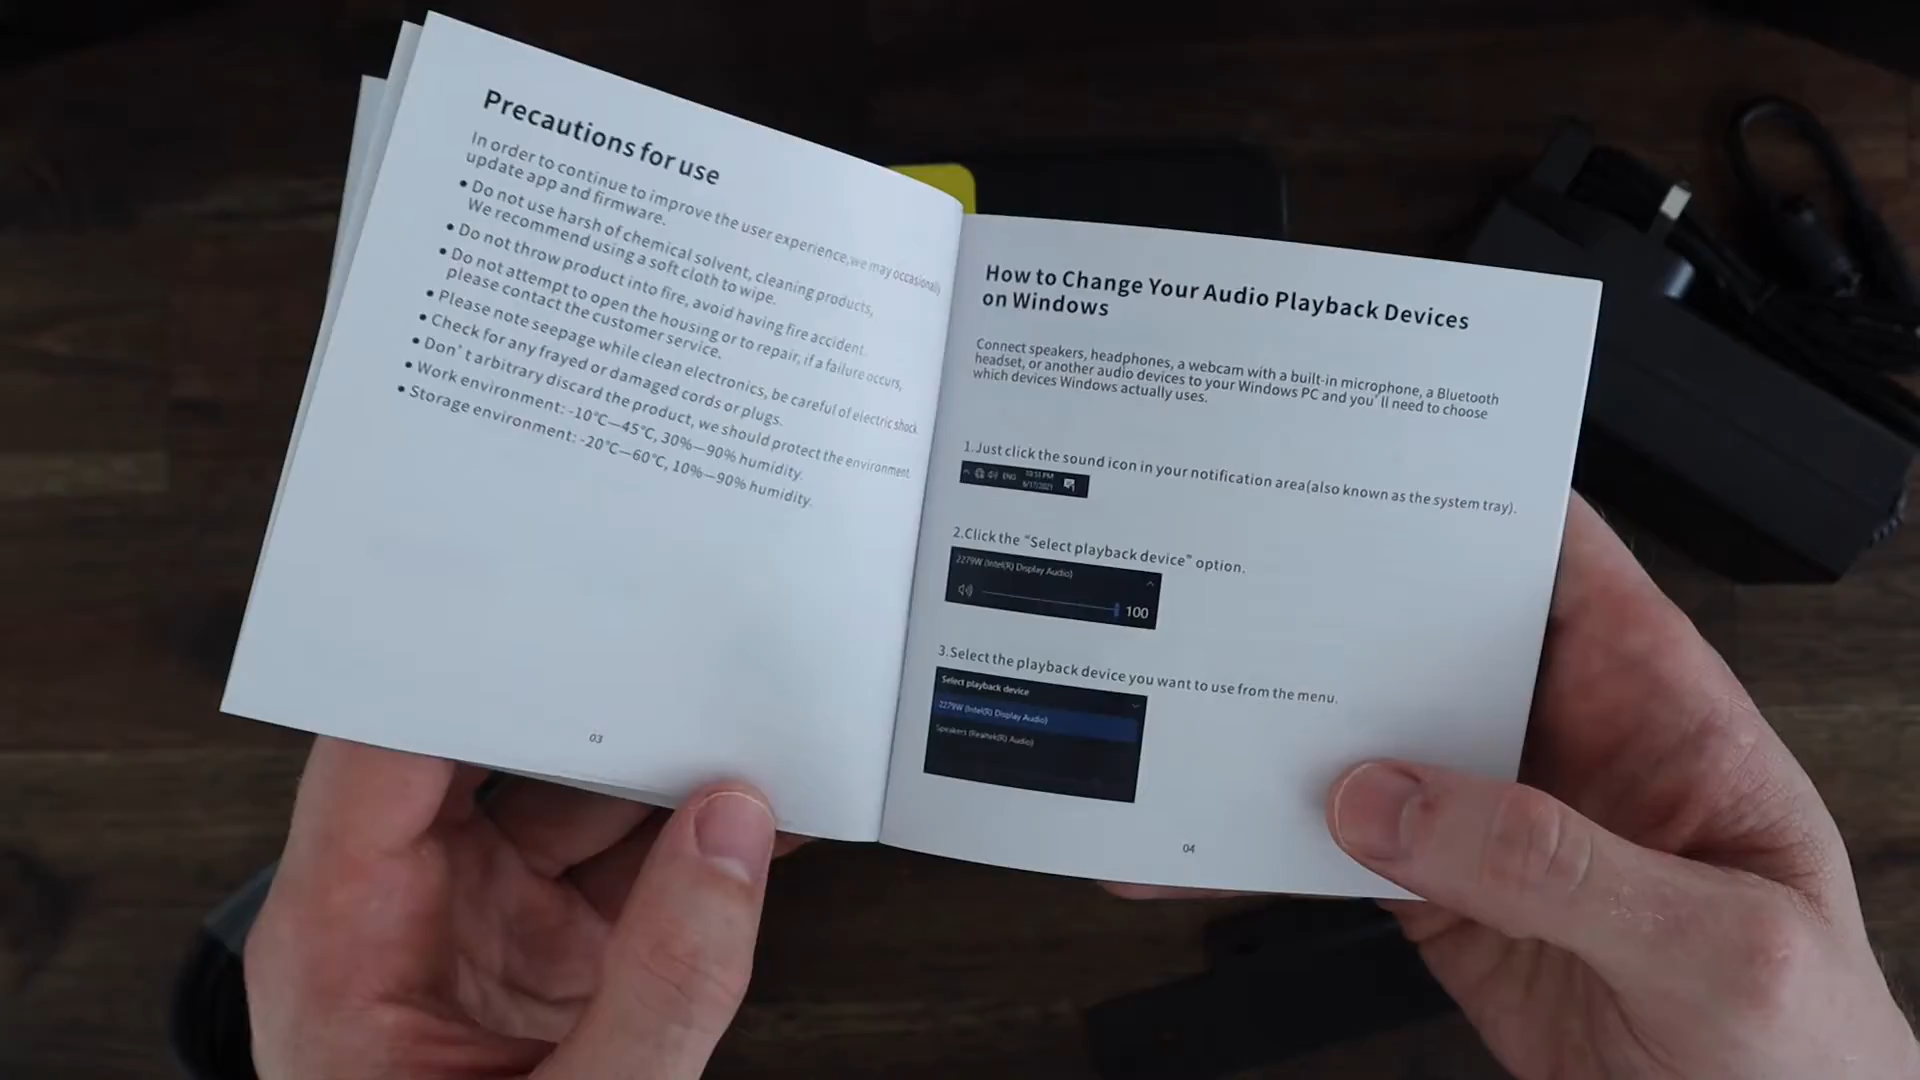 Precautions for use
In order to continue to improve the user experience,we may occasionally
update app and firmware.
• Do not use harsh of chemical solvent, cleaning products,
We recommend using a soft cloth to wipe.
• Do not throw product into fire, avoid having fire accident.
• Do not attempt to open the housing or to repair, if a failure occurs,
please contact the customer service.
• Please note seepage while clean electronics, be careful of electric shock.
• Check for any frayed or damaged cords or plugs.
• Don't arbitrary discard the product, we should protect the environment.
• Work environment: -10℃—45℃, 30%—90% humidity.
• Storage environment: -20℃—60℃, 10%—90% humidity.
03
How to Change Your Audio Playback Devices
on Windows
Connect speakers, headphones, a webcam with a built-in microphone, a Bluetooth
headset, or another audio devices to your Windows PC and you'll need to choose
which devices Windows actually uses.
1.Just click the sound icon in your notification area(also known as the system tray).
ENG
10:51 PM
6/17/2021
2.Click the “Select playback device” option.
2279W (Intel(R) Display Audio)
100
3.Select the playback device you want to use from the menu.
Select playback device
2279W (Intel(R) Display Audio)
Speakers (Realtek(R) Audio)
04